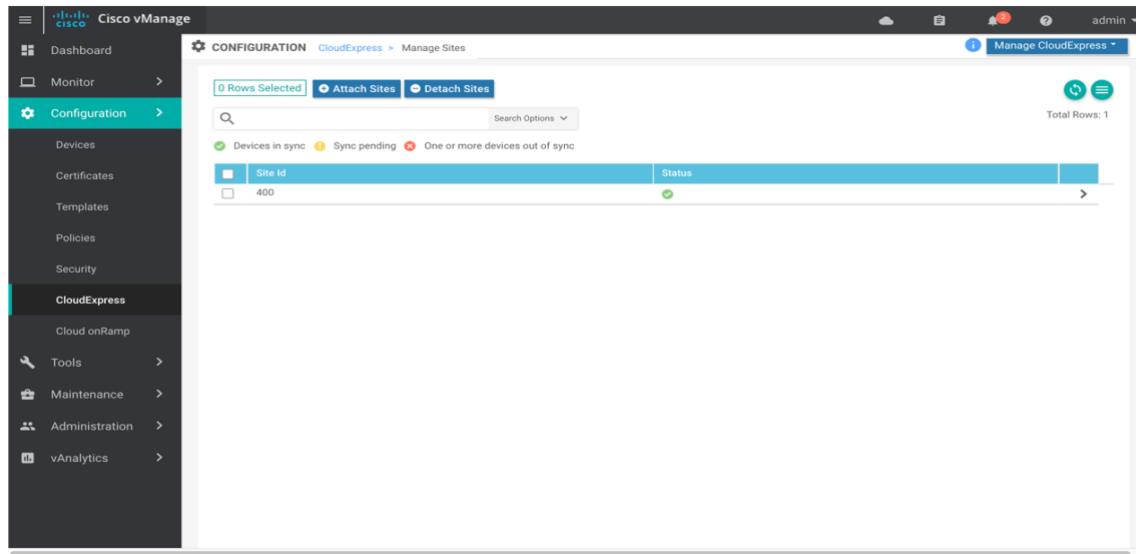 cisco Cisco vManage
2
admin
Dashboard
CONFIGURATION CloudExpress > Manage Sites
Manage CloudExpress
Monitor
0 Rows Selected Attach Sites Detach Sites
Configuration
Search Options
Total Rows: 1
Devices
Devices in sync Sync pending One or more devices out of sync
Certificates
Site Id Status
400
Templates
Policies
Security
CloudExpress
Cloud onRamp
Tools
Maintenance
Administration
vAnalytics